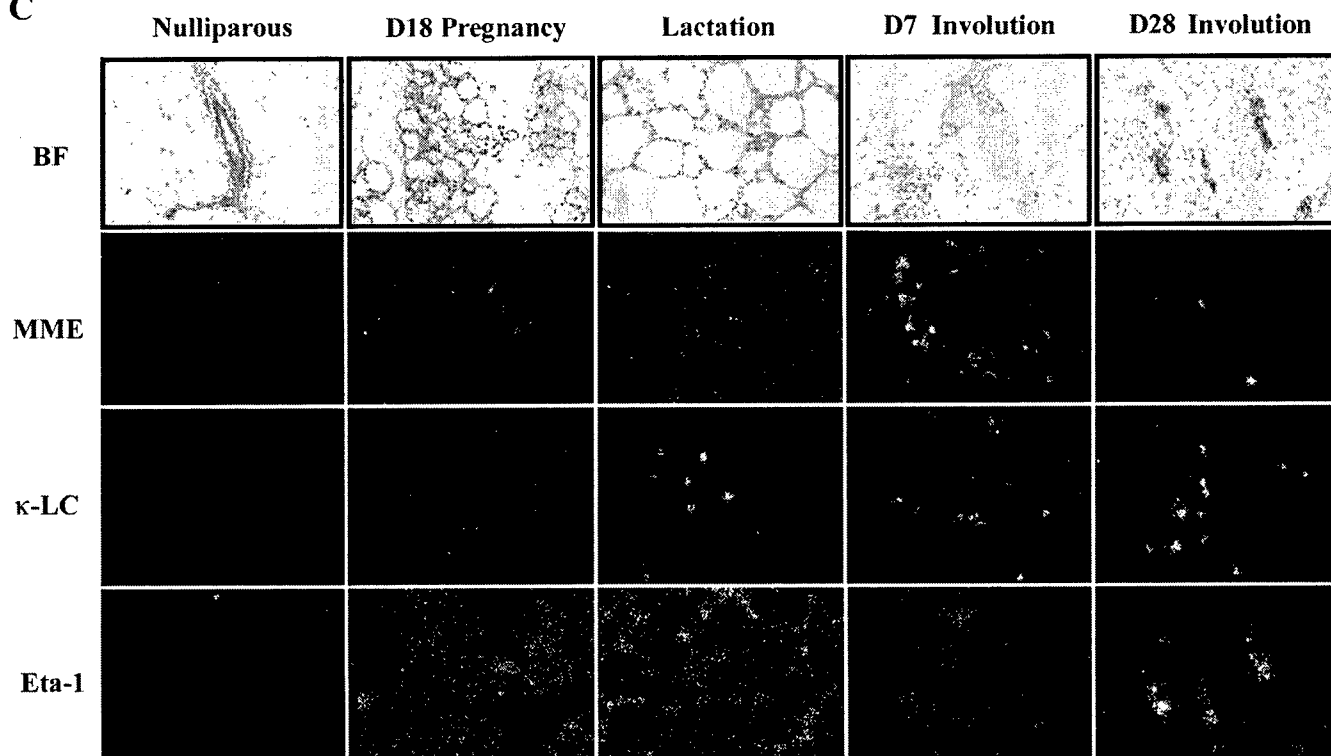 C
Nulliparous D18 Pregnancy Lactation D7 Involution D28 Involution
BF
MME
κ-LC
Eta-1